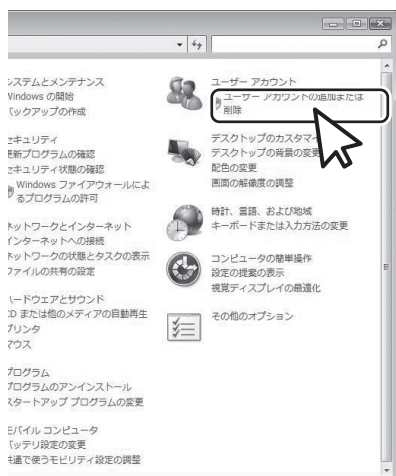 システムとメンテナンス
Windows の開始
バックアップの作成
セキュリティ
更新プログラムの確認
セキュリティ状態の確認
Windows ファイアウォールによ
るプログラムの許可
ネットワークとインターネット
インターネットへの接続
ネットワークの状態とタスクの表示
ファイルの共有の設定
ハードウェアとサウンド
CD または他のメディアの自動再生
プリンタ
マウス
プログラム
プログラムのアンインストール
スタートアップ プログラムの変更
モバイル コンピュータ
バッテリ設定の変更
共通で使うモビリティ設定の調整
ユーザー アカウント
ユーザー アカウントの追加または
削除
デスクトップのカスタマイ
デスクトップの背景の変更
配色の変更
画面の解像度の調整
時計、言語、および地域
キーボードまたは入力方法の変更
コンピュータの簡単操作
設定の提案の表示
視覚ディスプレイの最適化
その他のオプション